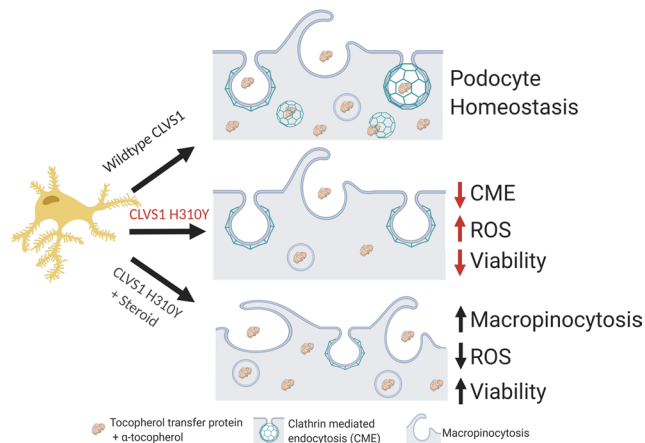 Podocyte
Homeostasis
Wildtype CLVS1
CLVS1 H310Y
CME
ROS
Viability
CLVS1 H310Y
+ Steroid
Macropinocytosis
ROS
Viability
Tocopherol transfer protein
+ α-tocopherol
Clathrin mediated
endocytosis (CME)
Macropinocytosis